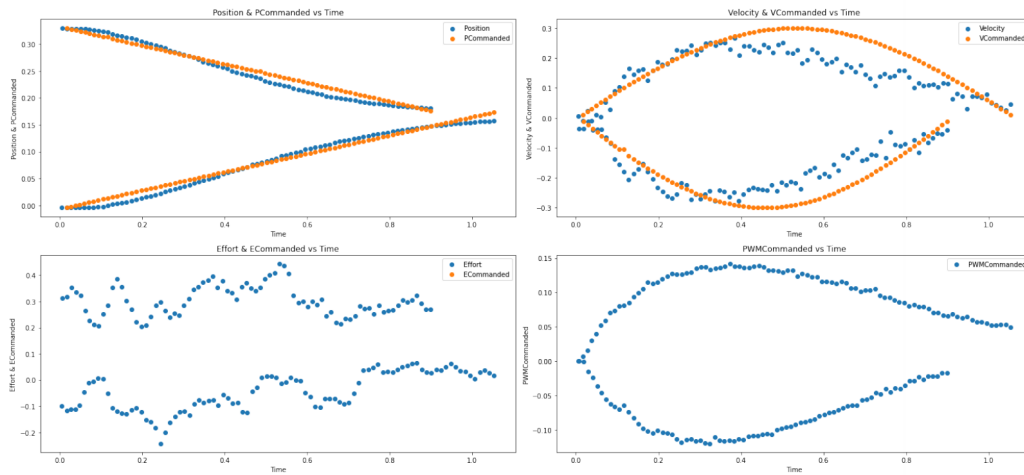 Position & PCommanded vs Time
Position
PCommanded
Position & PCommanded
0.30
0.25
0.20
0.15
0.10
0.05
0.00
0.0 0.2 0.4 0.6 0.8 1.0
Time
Velocity & VCommanded vs Time
Velocity
VCommanded
Velocity & VCommanded
0.3
0.2
0.1
0.0
−0.1
−0.2
−0.3
0.0 0.2 0.4 0.6 0.8 1.0
Time
Effort & ECommanded vs Time
Effort
ECommanded
Effort & ECommanded
0.4
0.3
0.2
0.1
0.0
−0.1
−0.2
0.0 0.2 0.4 0.6 0.8 1.0
Time
PWMCommanded vs Time
PWMCommanded
PWMCommanded
0.15
0.10
0.05
0.00
−0.05
−0.10
0.0 0.2 0.4 0.6 0.8 1.0
Time